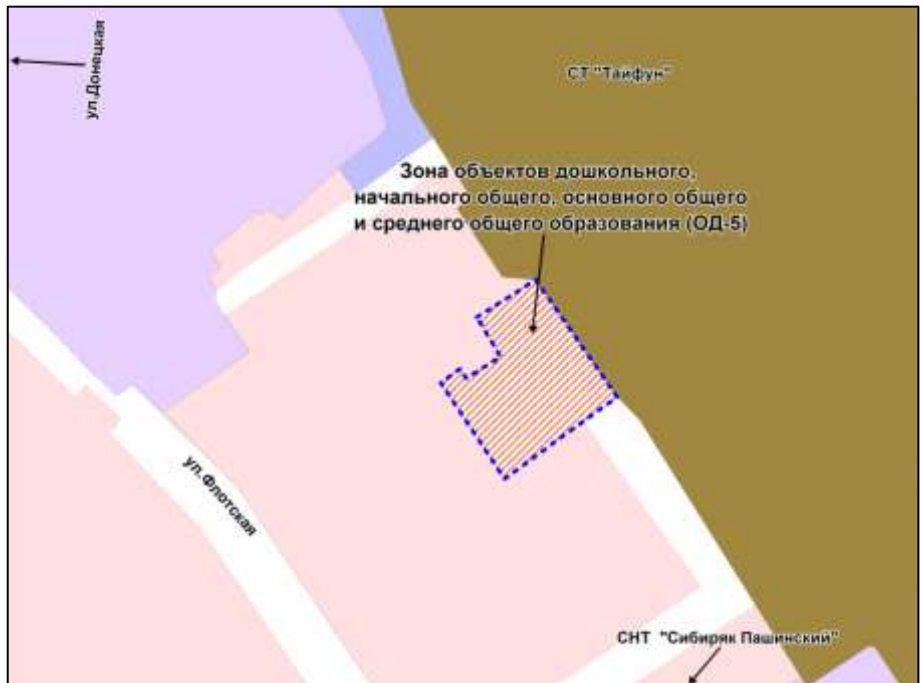 ул.Донецкая
СТ "Тайфун"
Зона объектов дошкольного,
начального общего, основного общего
и среднего общего образования (ОД-5)
ул.Флотская
СНТ "Сибиряк Пашинский"